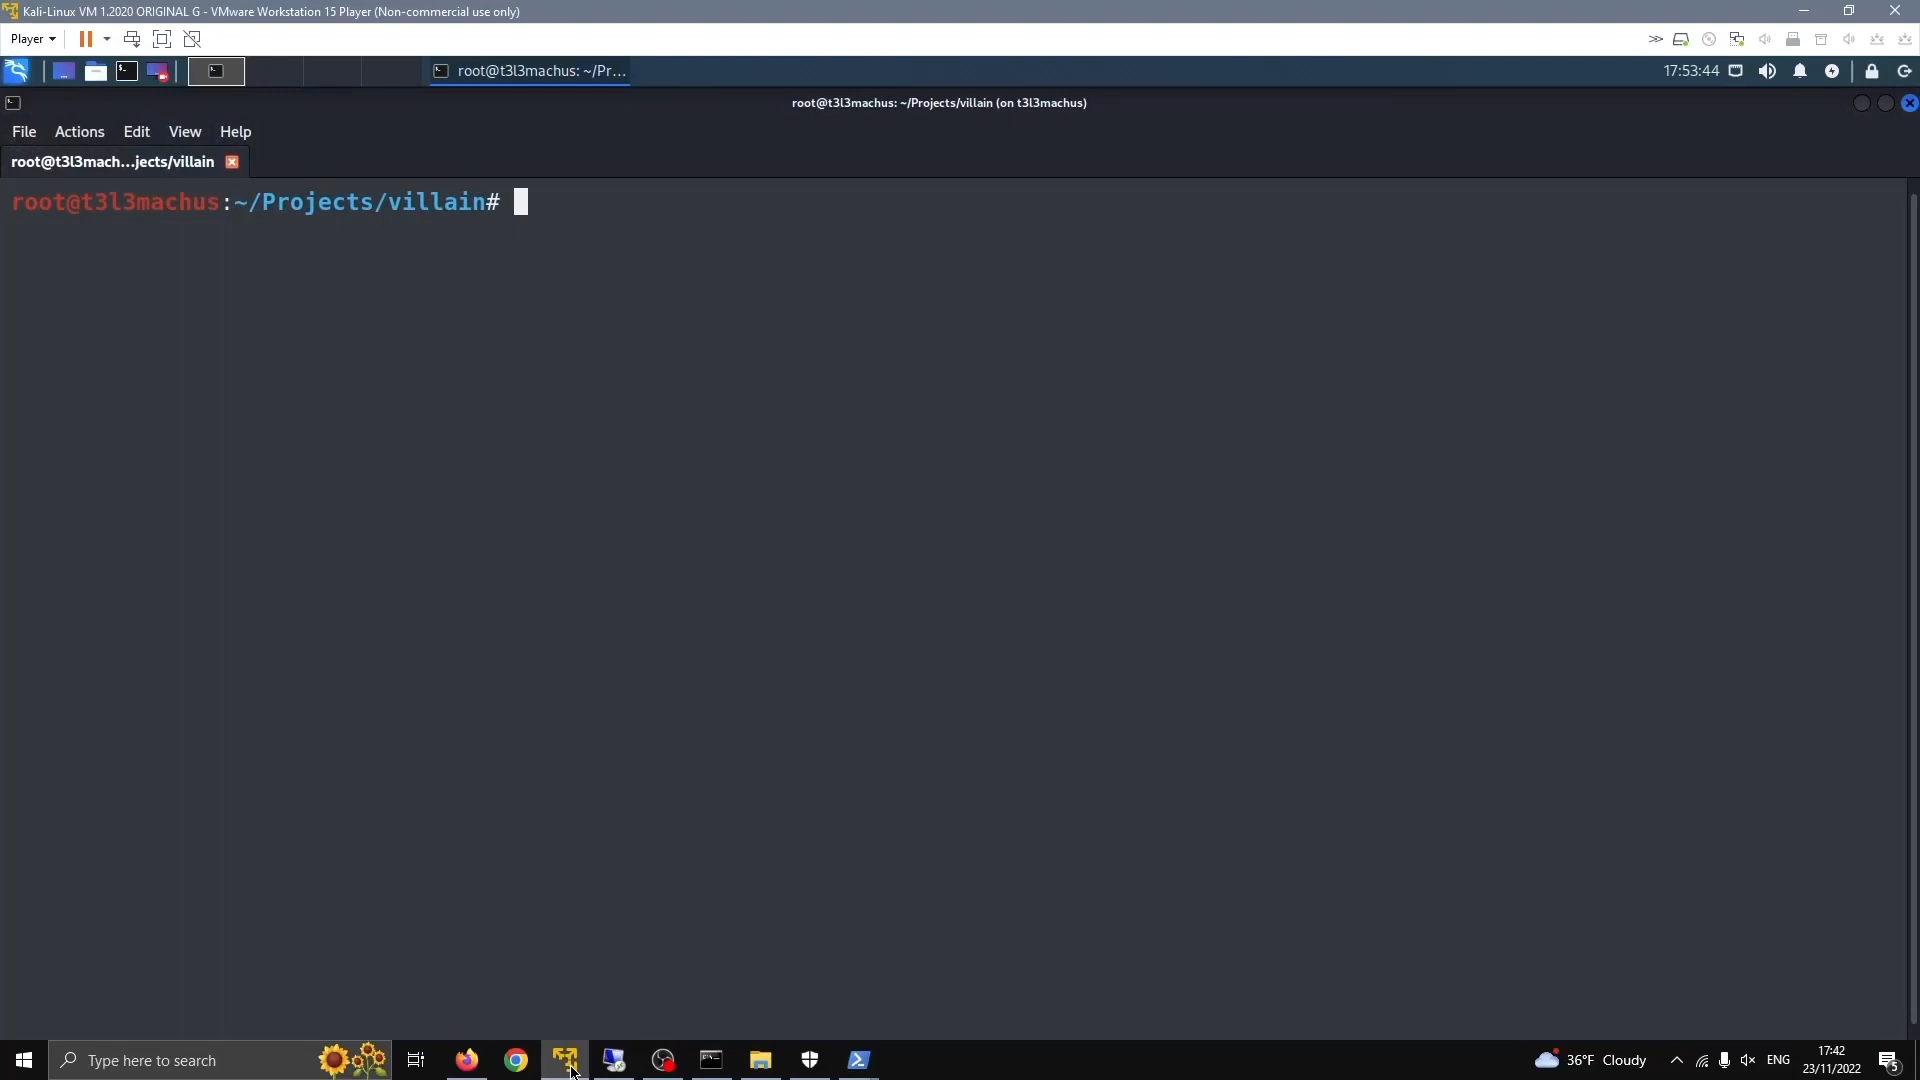 Kali-Linux VM 1.2020 ORIGINAL G - VMware Workstation 15 Player (Non-commercial use only)
Player
root@t3l3machus: ~/Pr...
17:53:44
root@t3l3machus: ~/Projects/villain (on t3l3machus)
File Actions Edit View Help
root@t3l3mach...jects/villain
root@t3l3machus:~/Projects/villain#
Type here to search
36°F Cloudy
ENG
17:42
23/11/2022
5